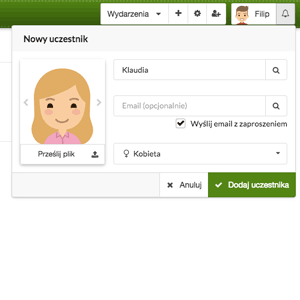 Wydarzenia
Filip
Nowy uczestnik
Klaudia
Email (opcjonalnie)
Wyślij email z zaproszeniem
Prześlij plik
Kobieta
Anuluj
Dodaj uczestnika